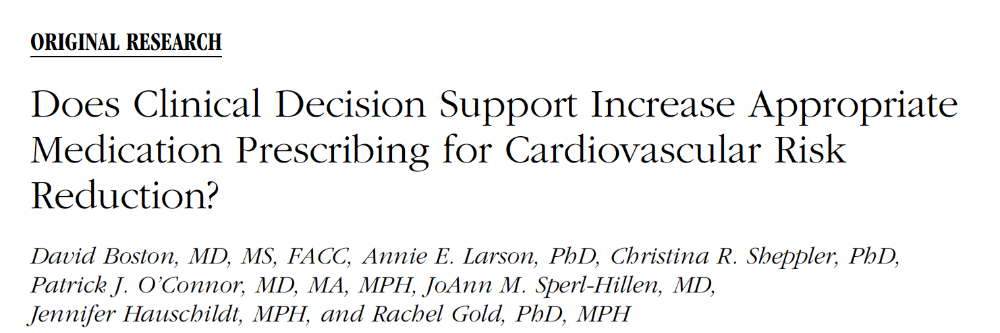 ORIGINAL RESEARCH
Does Clinical Decision Support Increase Appropriate
Medication Prescribing for Cardiovascular Risk
Reduction?
David Boston, MD, MS, FACC, Annie E. Larson, PhD, Christina R. Sheppler, PhD,
Patrick J. O’Connor, MD, MA, MPH, JoAnn M. Sperl-Hillen, MD,
Jennifer Hauschildt, MPH, and Rachel Gold, PhD, MPH